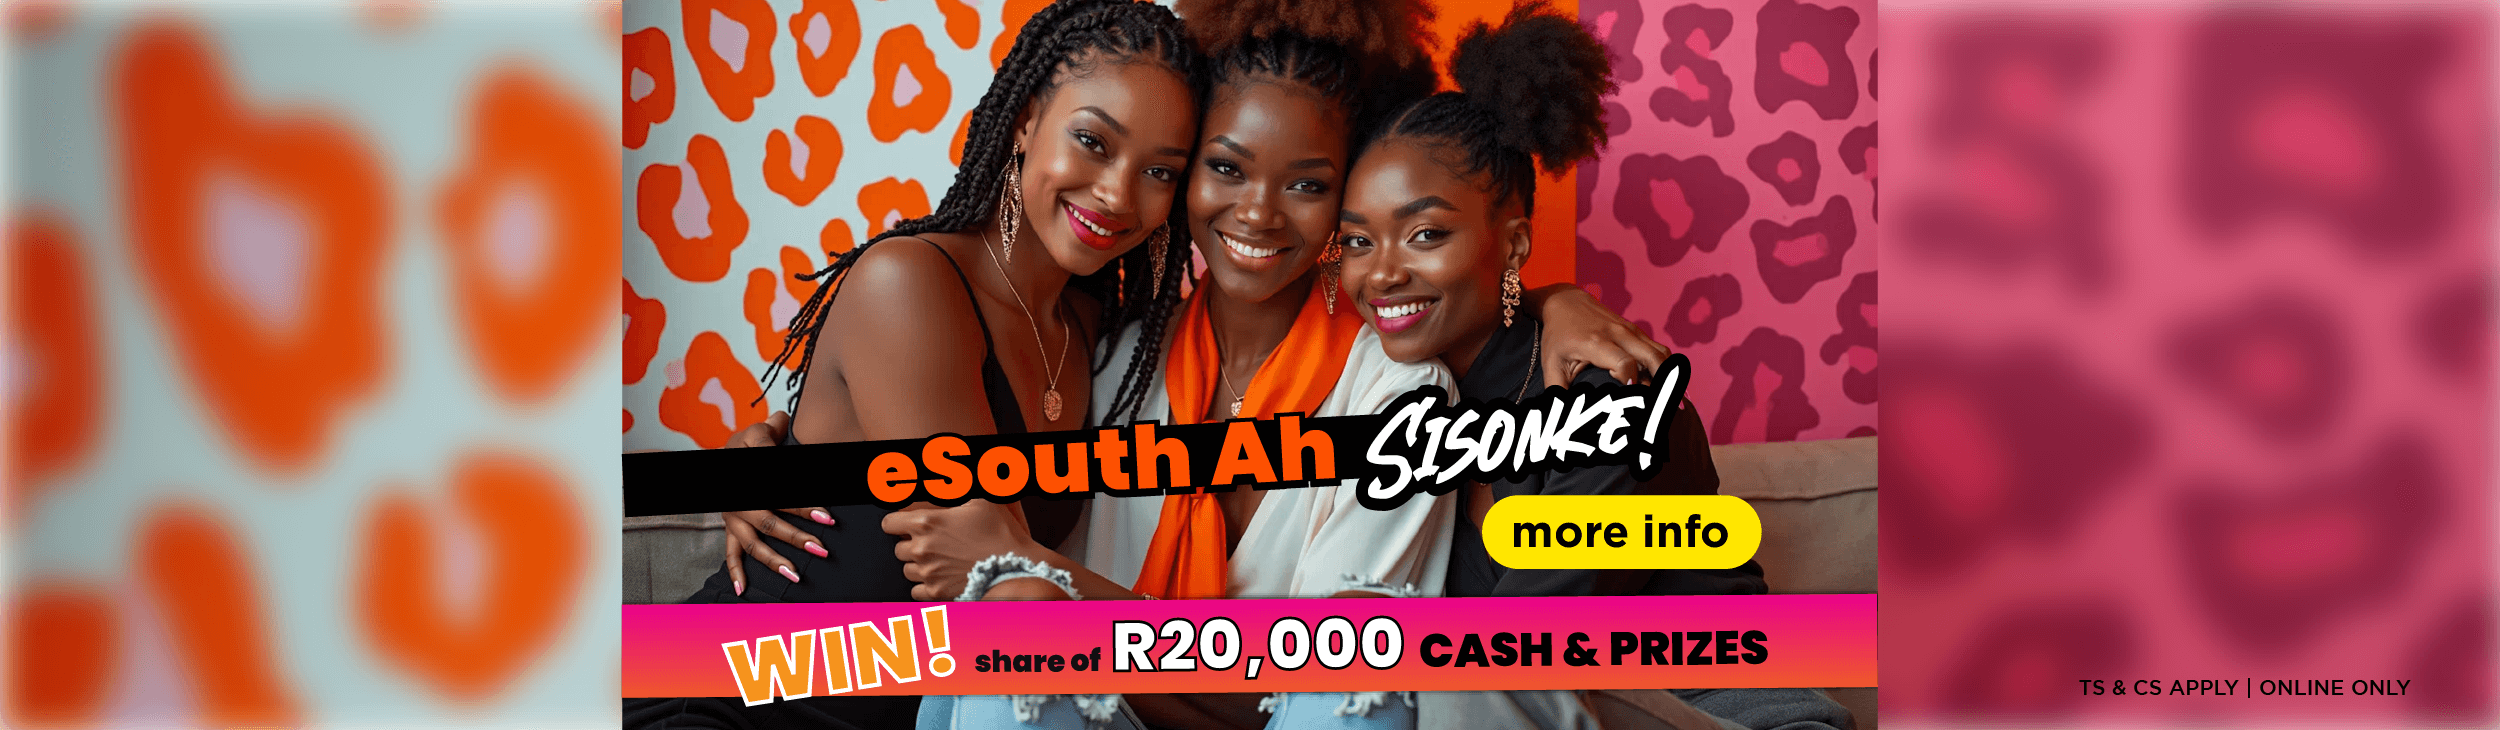 eSouth Ah SISONKE!
more info
WIN! share of R20,000 CASH & PRIZES
TS & CS APPLY | ONLINE ONLY